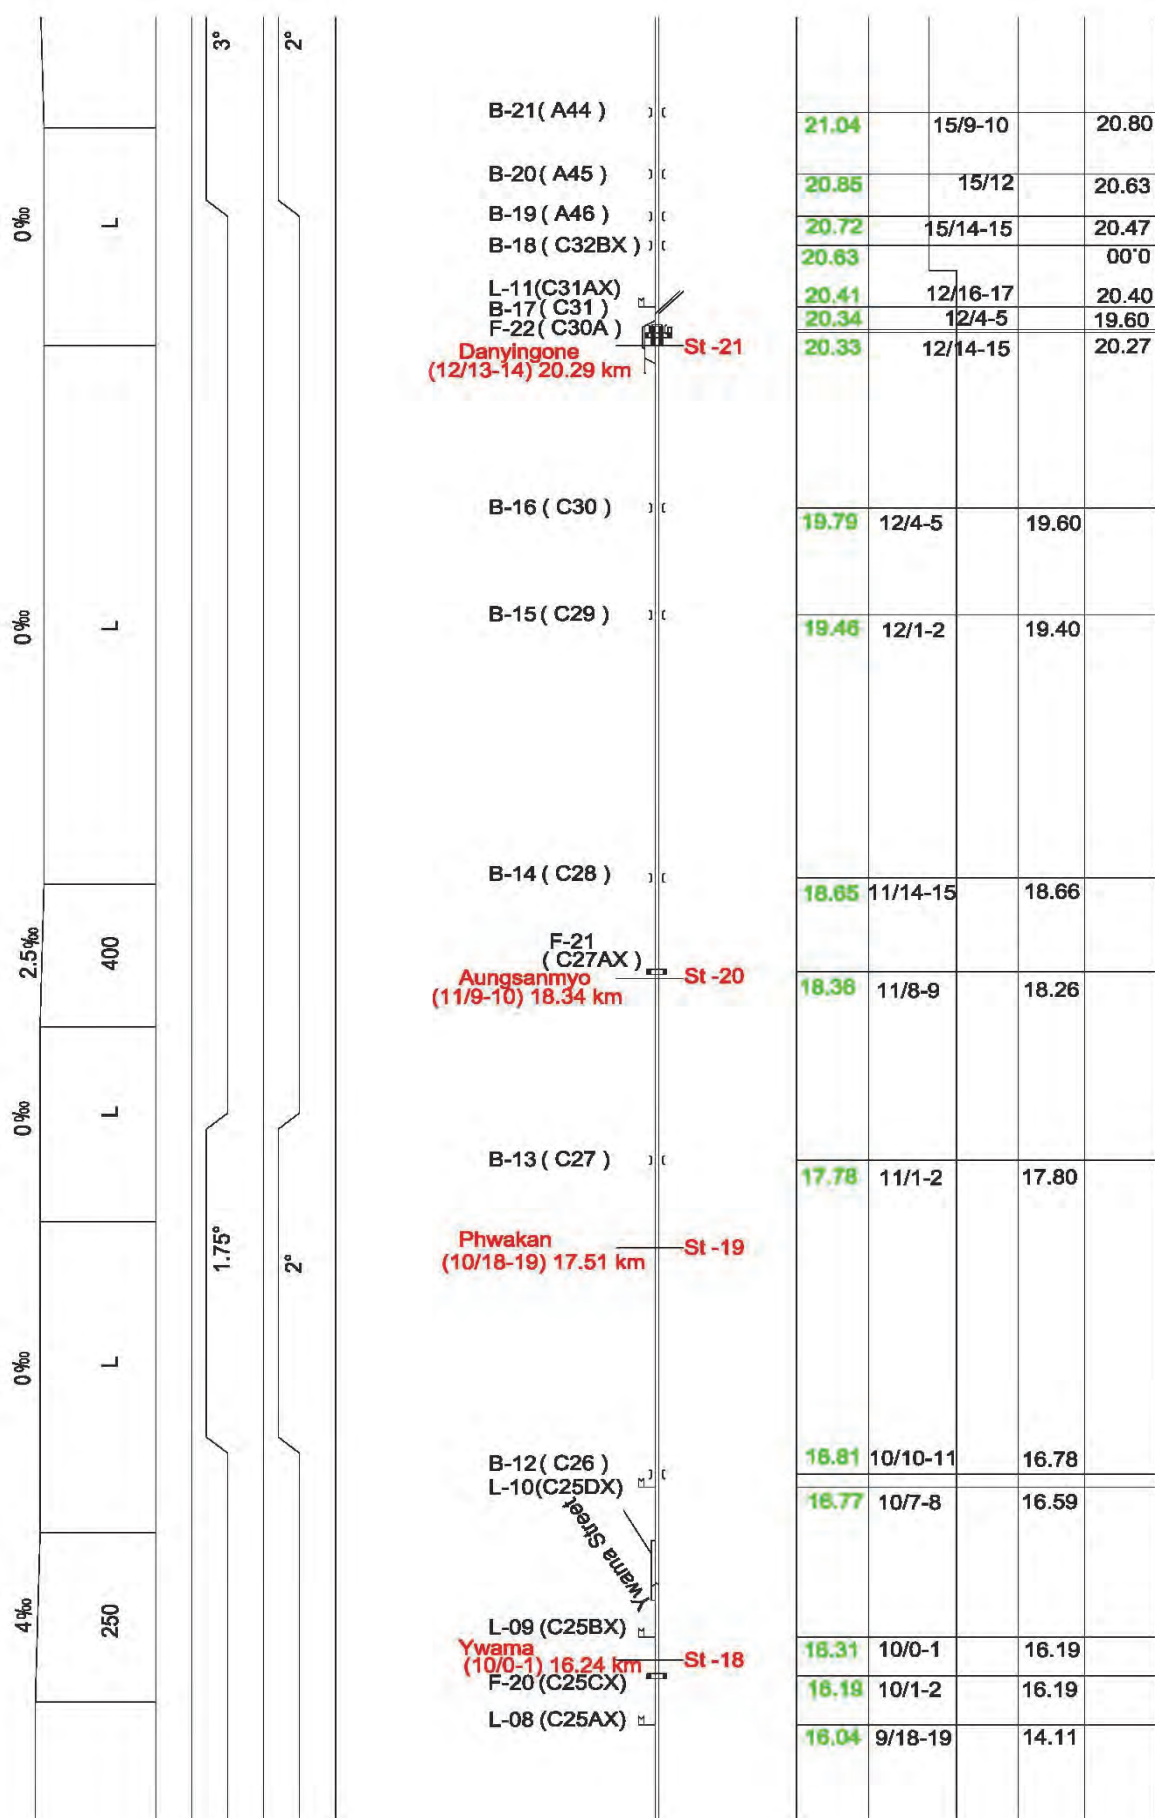 3°
2°
B-21( A44 )
21.04 15/9-10 20.80
B-20( A45 )
20.85 15/12 20.63
0‰
L
B-19 ( A46 )
20.72 15/14-15 20.47
B-18 ( C32BX )
20.63 0.00
L-11(C31AX)
20.41 12/16-17 20.40
B-17 ( C31 )
F-22 ( C30A )
20.34 12/4-5 19.60
Danyingone
St -21
20.33 12/14-15 20.27
(12/13-14) 20.29 km
B-16 ( C30 )
19.79 12/4-5 19.60
0‰
L
B-15 ( C29 )
19.46 12/1-2 19.40
B-14 ( C28 )
18.65 11/14-15 18.66
2.5‰
400
F-21
( C27AX )
Aungsanmyo
St -20
(11/9-10) 18.34 km
18.36 11/8-9 18.26
0‰
L
B-13 ( C27 )
17.78 11/1-2 17.80
1.75°
2°
Phwakan
St -19
(10/18-19) 17.51 km
0‰
L
B-12 ( C26 )
16.81 10/10-11 16.78
L-10(C25DX)
16.77 10/7-8 16.59
Ywama Street
4‰
250
L-09 (C25BX)
Ywama
St -18
16.31 10/0-1 16.19
(10/0-1) 16.24 km
F-20 (C25CX)
16.19 10/1-2 16.19
L-08 (C25AX)
16.04 9/18-19 14.11